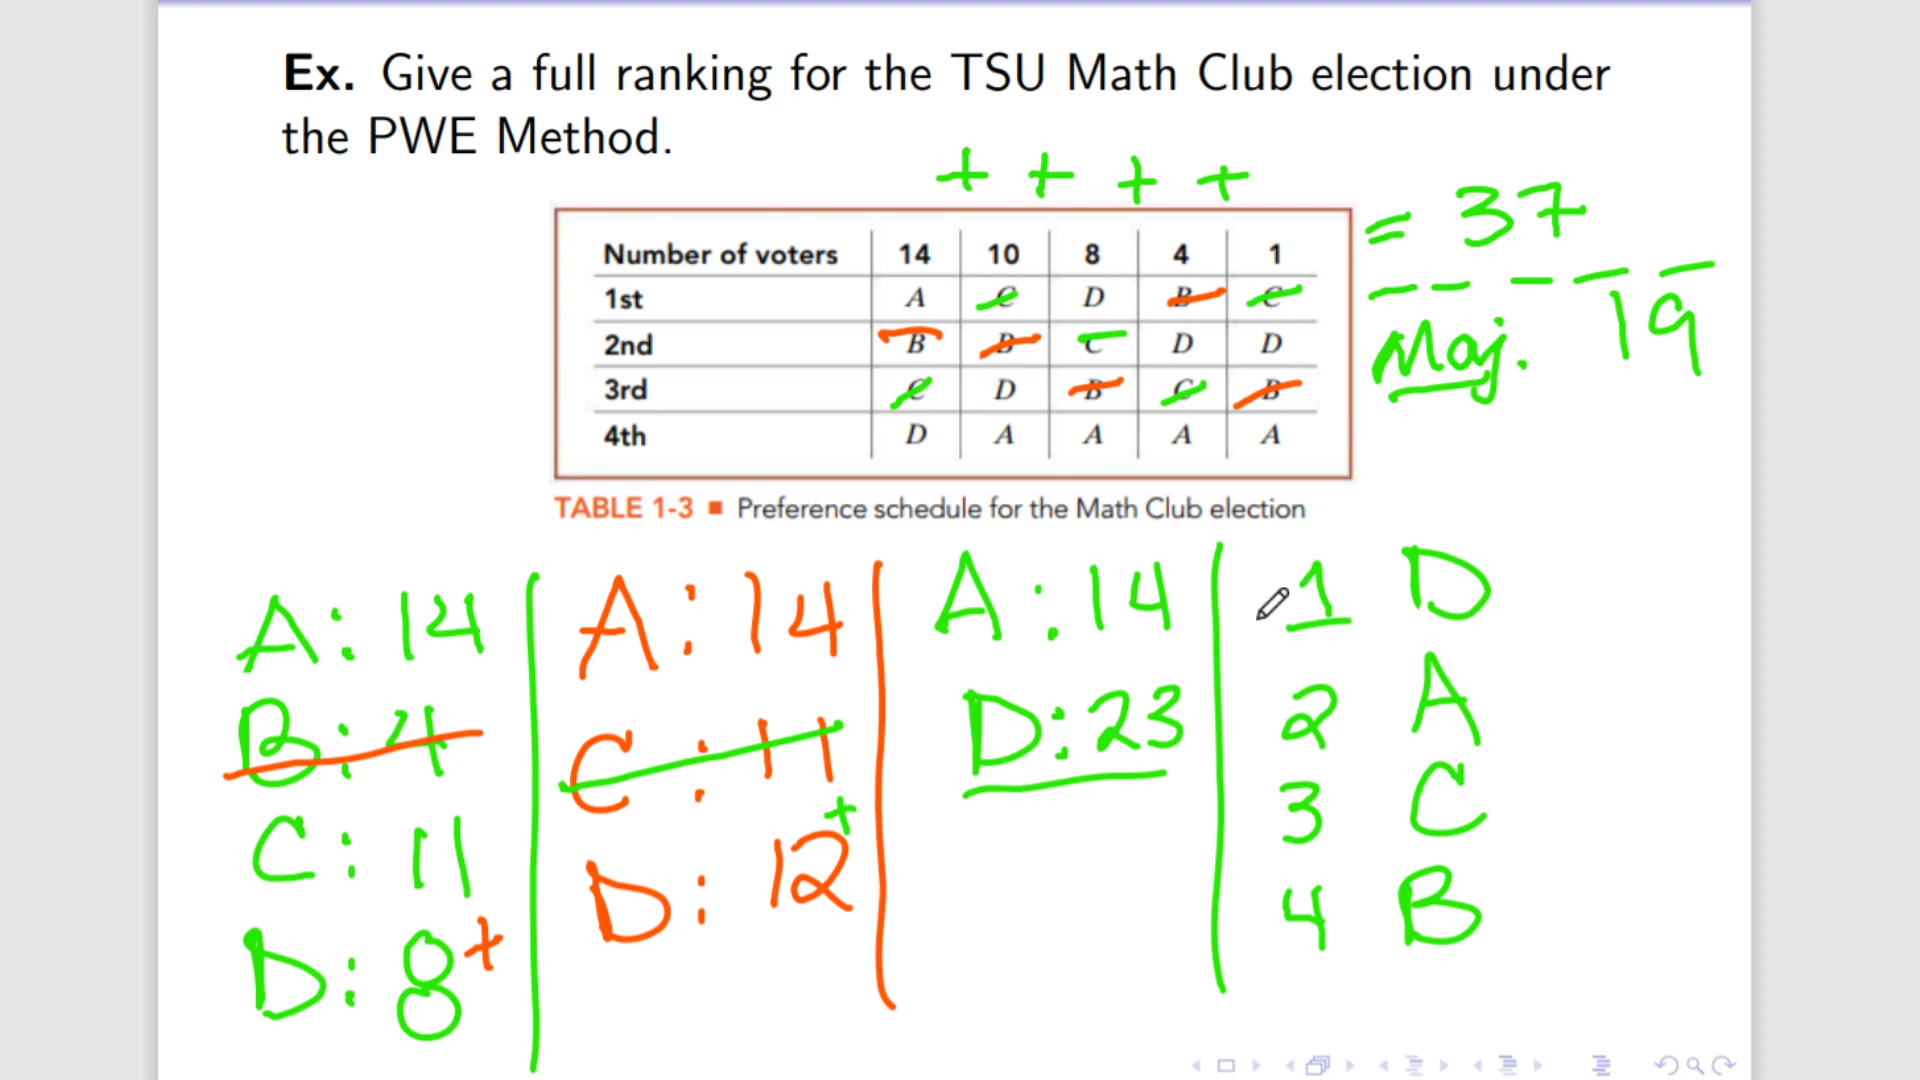 Ex. Give a full ranking for the TSU Math Club election under
the PWE Method.
+ + + +
= 37
Number of voters 14 10 8 4 1
1st A C D B C
2nd B B C D D
3rd C D B C B
4th D A A A A
Maj. 19
TABLE 1-3 ■ Preference schedule for the Math Club election
A: 14
B: 4
C: 11
D: 8+
A: 14
C: 11
+
D: 12
A: 14
D: 23
1 D
2 A
3 C
4 B